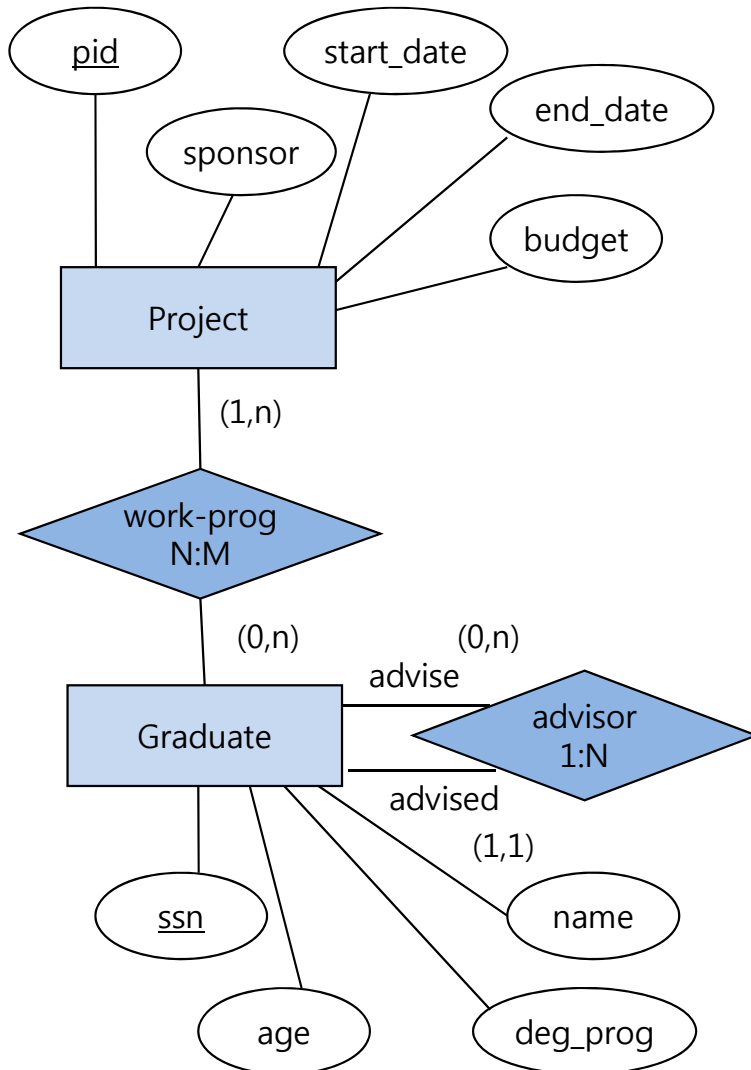 pid
start_date
end_date
sponsor
budget
Project
(1,n)
work-prog
N:M
(0,n)
(0,n)
advise
Graduate
advisor
1:N
advised
(1,1)
ssn
name
age
deg_prog